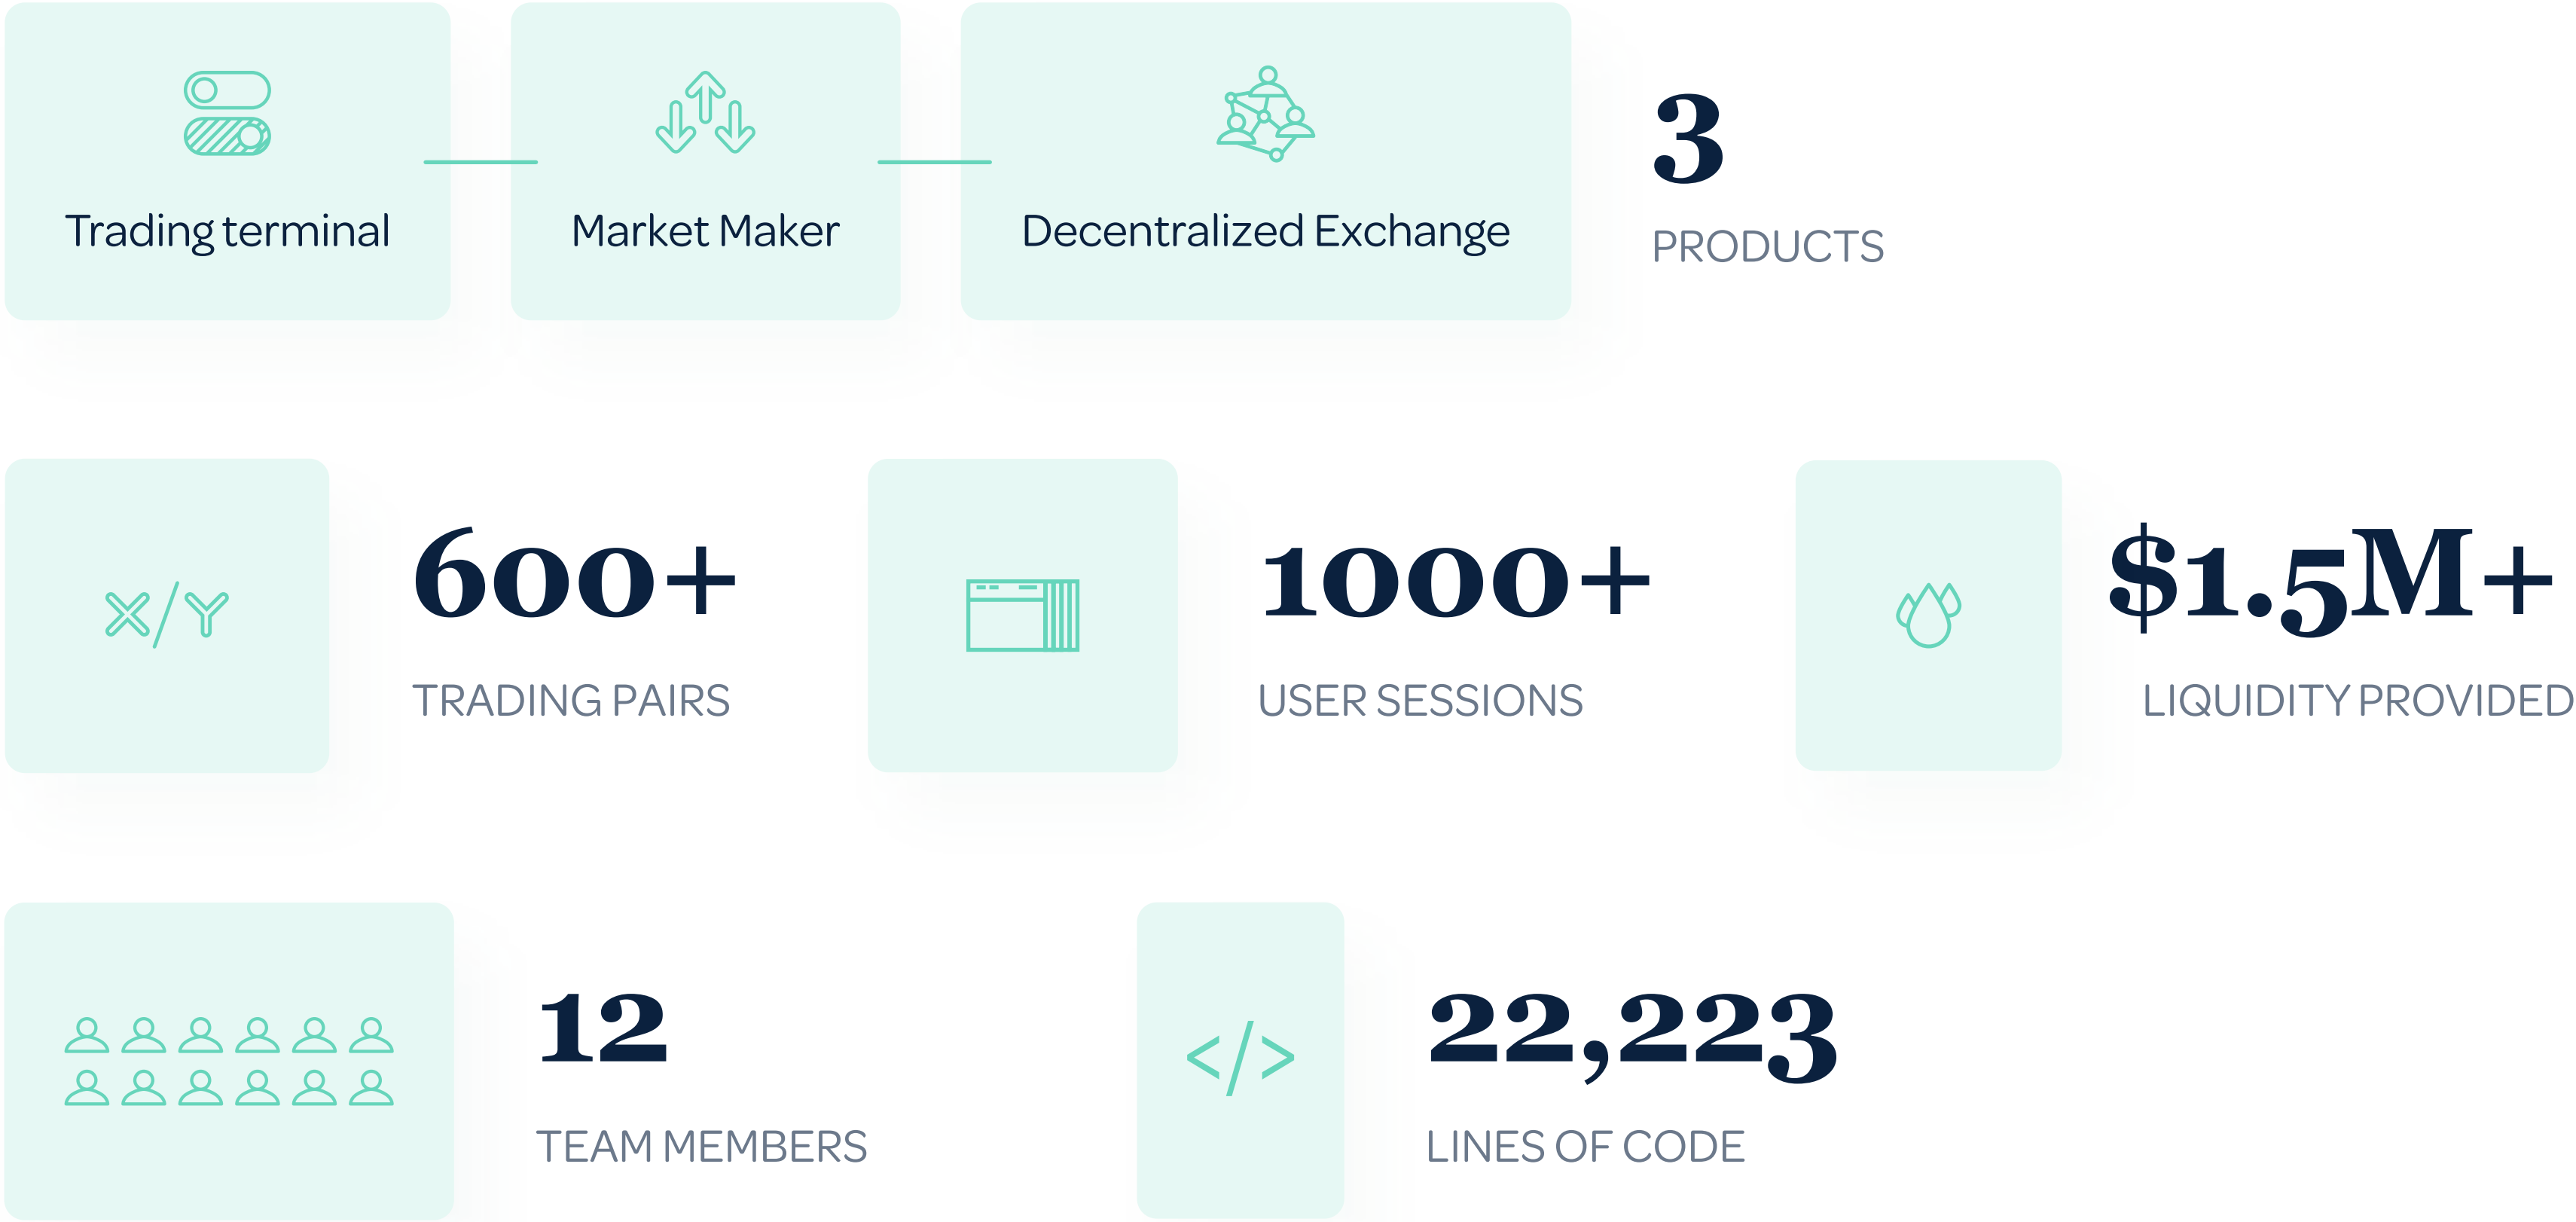 Trading terminal
Market Maker
Decentralized Exchange
3
PRODUCTS
X/Y
600+
TRADING PAIRS
1000+
USER SESSIONS
$1.5M+
LIQUIDITY PROVIDED
12
TEAM MEMBERS
</>
22,223
LINES OF CODE